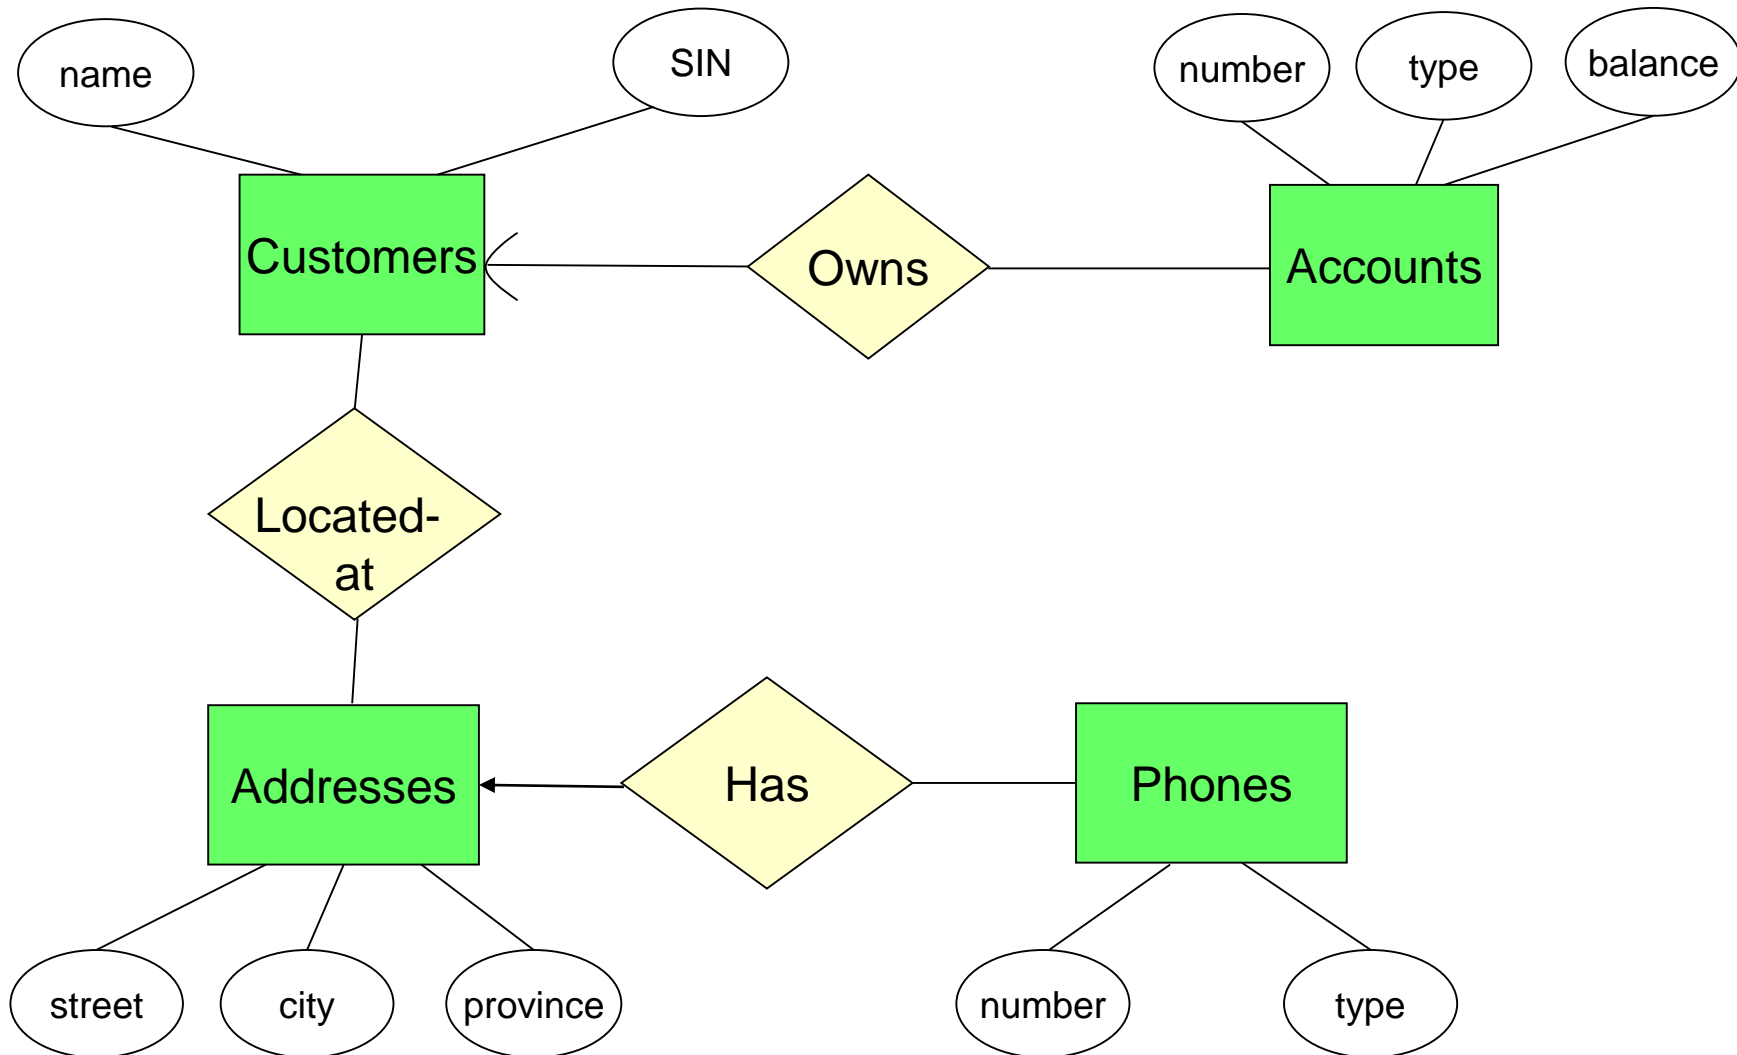 name
SIN
number
type
balance
Customers
Owns
Accounts
Located-
at
Addresses
Has
Phones
street
city
province
number
type